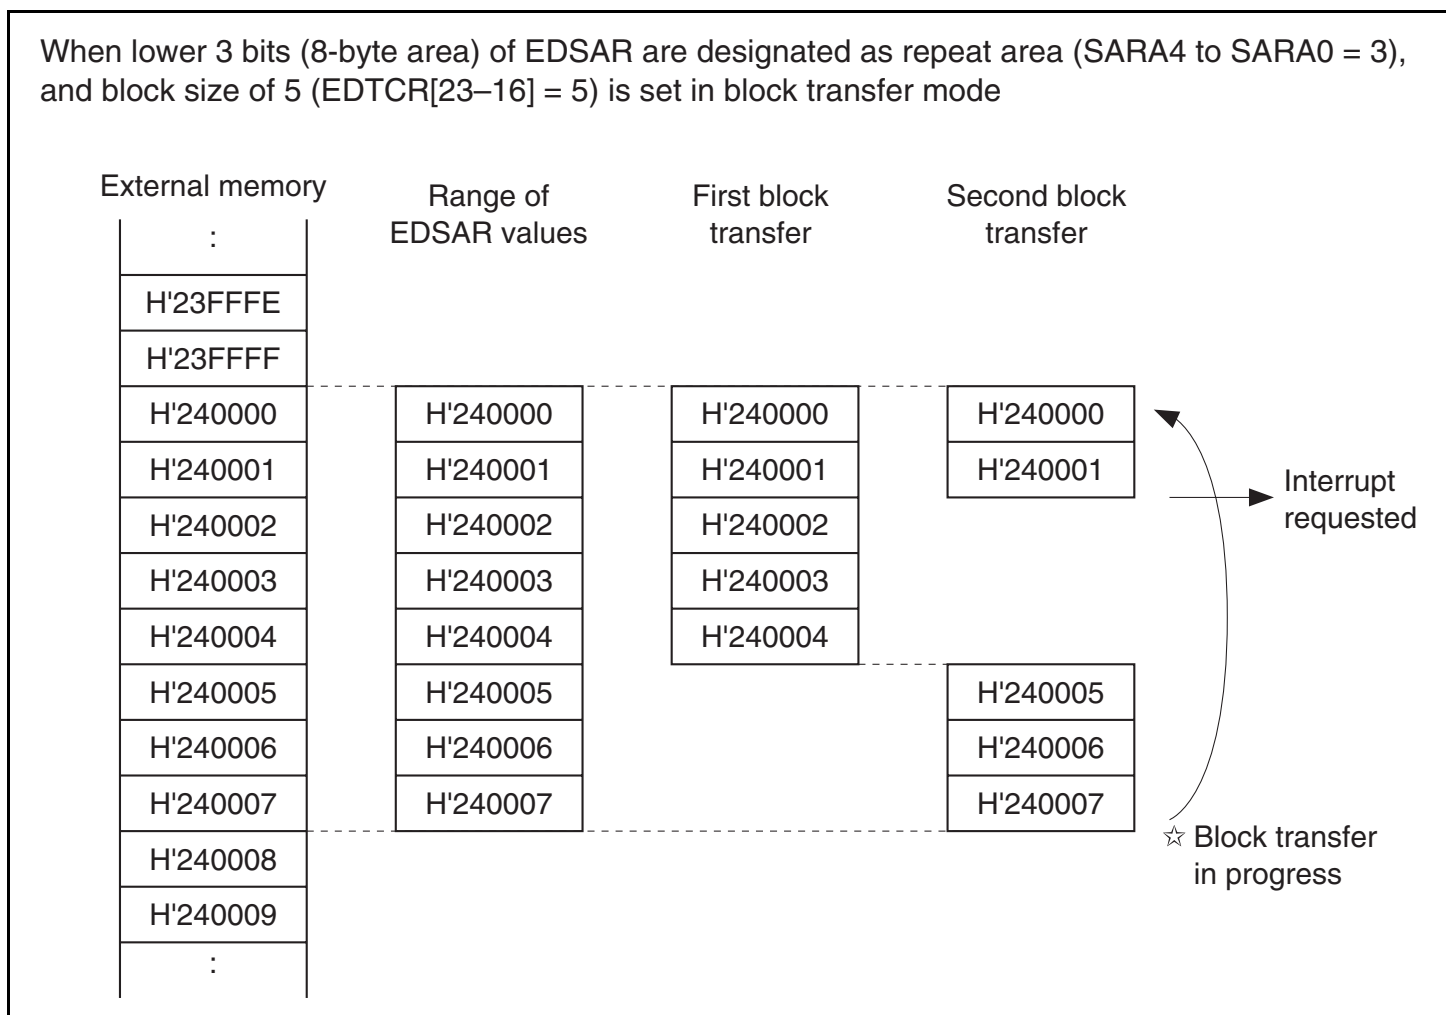 When lower 3 bits (8-byte area) of EDSAR are designated as repeat area (SARA4 to SARA0 = 3),
and block size of 5 (EDTCR[23–16] = 5) is set in block transfer mode
External memory
:
H'23FFFE
H'23FFFF
H'240000
H'240001
H'240002
H'240003
H'240004
H'240005
H'240006
H'240007
H'240008
H'240009
:
Range of
EDSAR values
H'240000
H'240001
H'240002
H'240003
H'240004
H'240005
H'240006
H'240007
First block
transfer
H'240000
H'240001
H'240002
H'240003
H'240004
Second block
transfer
H'240000
H'240001
H'240005
H'240006
H'240007
Interrupt
requested
☆ Block transfer
in progress